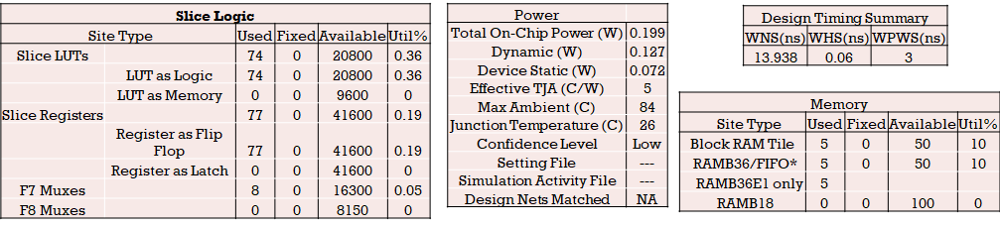 Slice Logic
Site Type Used Fixed Available Util%
Slice LUTs 74 0 20800 0.36
LUT as Logic 74 0 20800 0.36
LUT as Memory 0 0 9600 0
Slice Registers 77 0 41600 0.19
Register as Flip
Flop 77 0 41600 0.19
Register as Latch 0 0 41600 0
F7 Muxes 8 0 16300 0.05
F8 Muxes 0 0 8150 0
Power
Total On-Chip Power (W) 0.199
Dynamic (W) 0.127
Device Static (W) 0.072
Effective TJA (C/W) 5
Max Ambient (C) 84
Junction Temperature (C) 26
Confidence Level Low
Setting File ---
Simulation Activity File ---
Design Nets Matched NA
Design Timing Summary
WNS(ns) WHS(ns) WPWS(ns)
13.938 0.06 3
Memory
Site Type Used Fixed Available Util%
Block RAM Tile 5 0 50 10
RAMB36/FIFO* 5 0 50 10
RAMB36E1 only 5
RAMB18 0 0 100 0